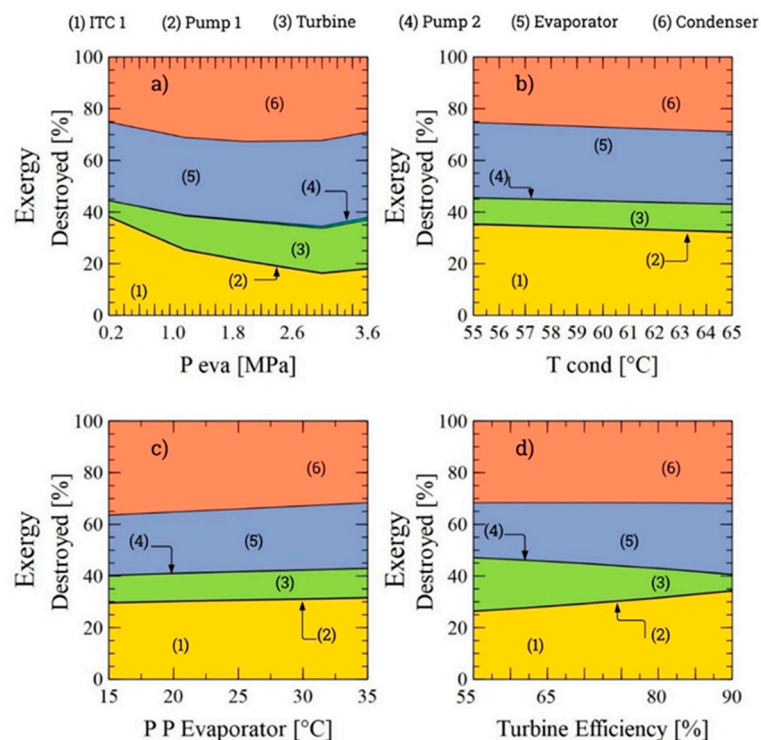 (1) ITC 1 (2) Pump 1 (3) Turbine (4) Pump 2 (5) Evaporator (6) Condenser
a)
100
80
60
40
20
0
Exergy
Destroyed [%]
(6)
(5)
(4)
(3)
(2)
(1)
0.2 1.0 1.8 2.6 3.6
P eva [MPa]
b)
100
80
60
40
20
0
Exergy
Destroyed [%]
(6)
(5)
(4)
(3)
(2)
(1)
55 56 57 58 59 60 61 62 63 64 65
T cond [°C]
c)
100
80
60
40
20
0
Exergy
Destroyed [%]
(6)
(4)
(5)
(3)
(1)
(2)
15 20 25 30 35
P P Evaporator [°C]
d)
100
80
60
40
20
0
Exergy
Destroyed [%]
(6)
(4)
(5)
(3)
(1)
(2)
55 65 80 90
Turbine Efficiency [%]